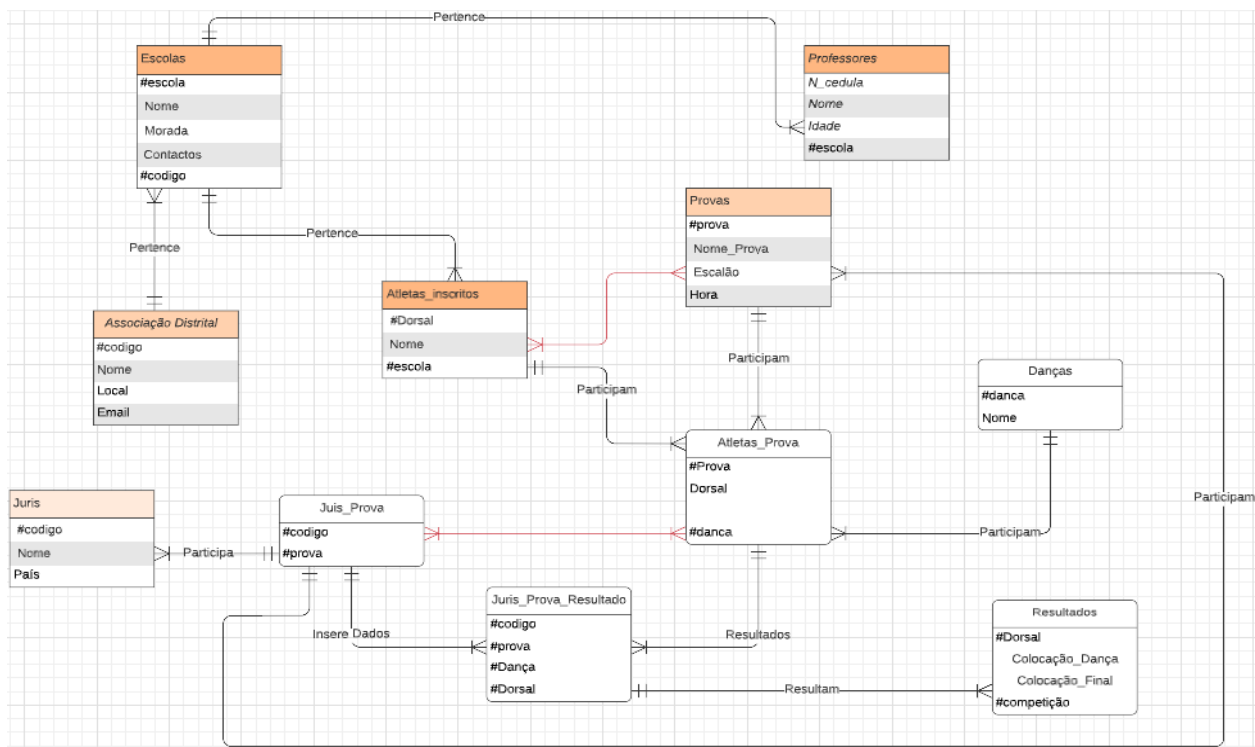 Pertence
Escolas
#escola
Nome
Morada
Contactos
#codigo
Professores
N_cedula
Nome
Idade
#escola
Pertence
Pertence
Provas
#prova
Nome_Prova
Escalão
Hora
Atletas_inscritos
#Dorsal
Nome
#escola
Associação Distrital
#codigo
Nome
Local
Email
Participam
Participam
Danças
#danca
Nome
Atletas_Prova
#Prova
Dorsal
#danca
Participam
Participam
Juris
#codigo
Nome
País
Participa
Juis_Prova
#codigo
#prova
Insere Dados
Juris_Prova_Resultado
#codigo
#prova
#Dança
#Dorsal
Resultados
Resultam
Resultados
#Dorsal
Colocação_Dança
Colocação_Final
#competição